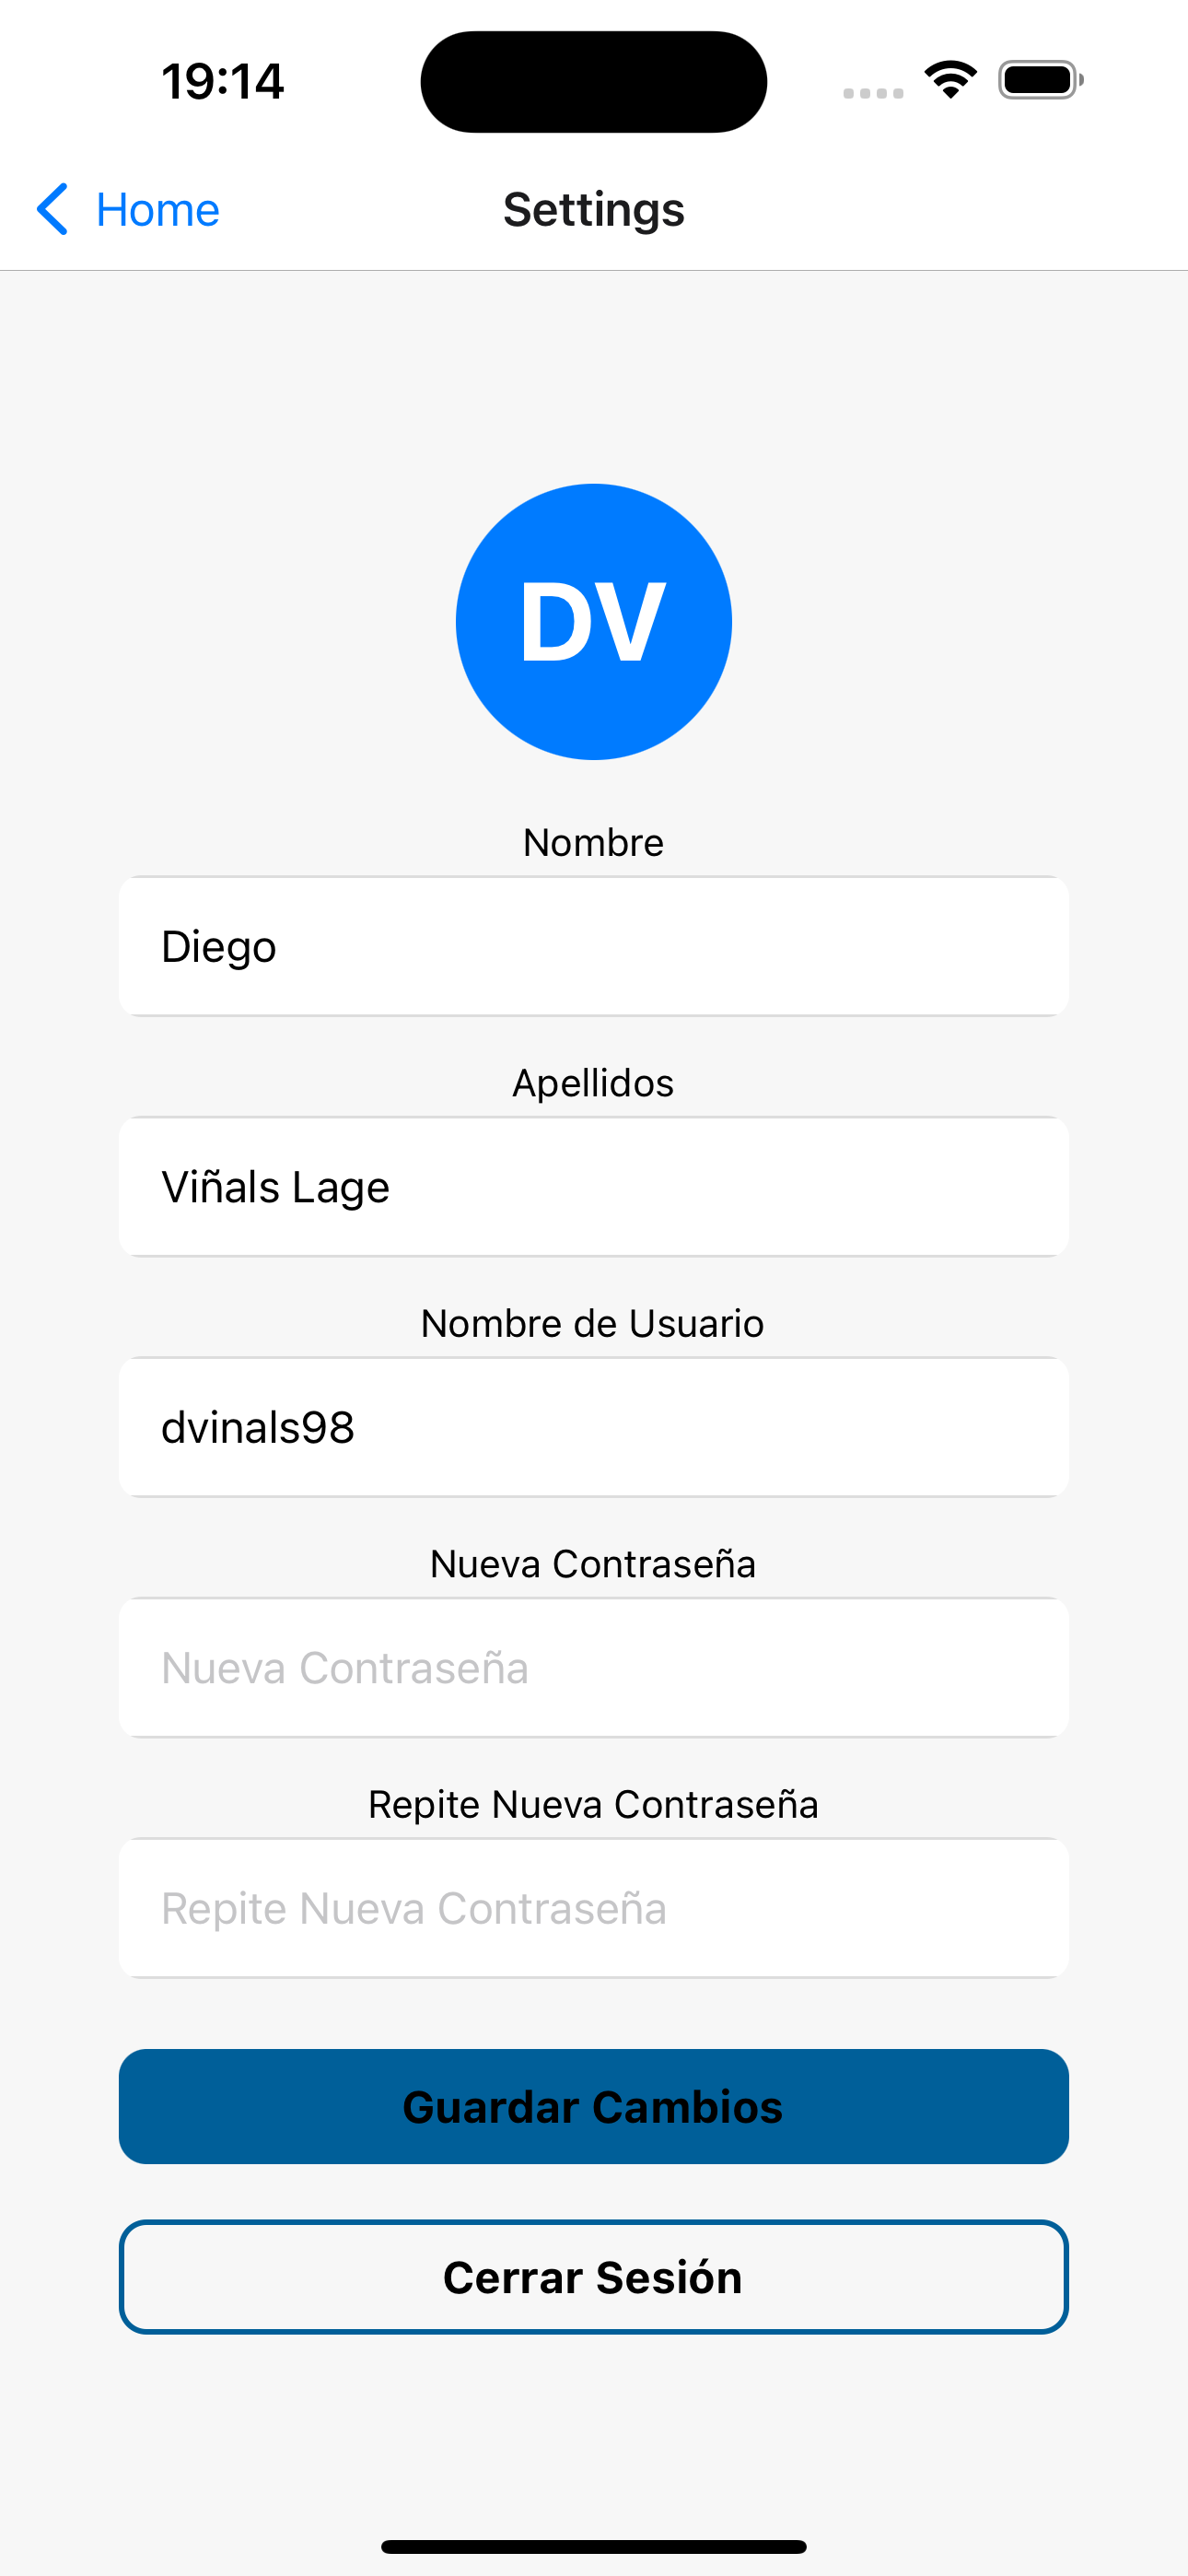 19:14
Home
Settings
DV
Nombre
Diego
Apellidos
Viñals Lage
Nombre de Usuario
dvinals98
Nueva Contraseña
Nueva Contraseña
Repite Nueva Contraseña
Repite Nueva Contraseña
Guardar Cambios
Cerrar Sesión